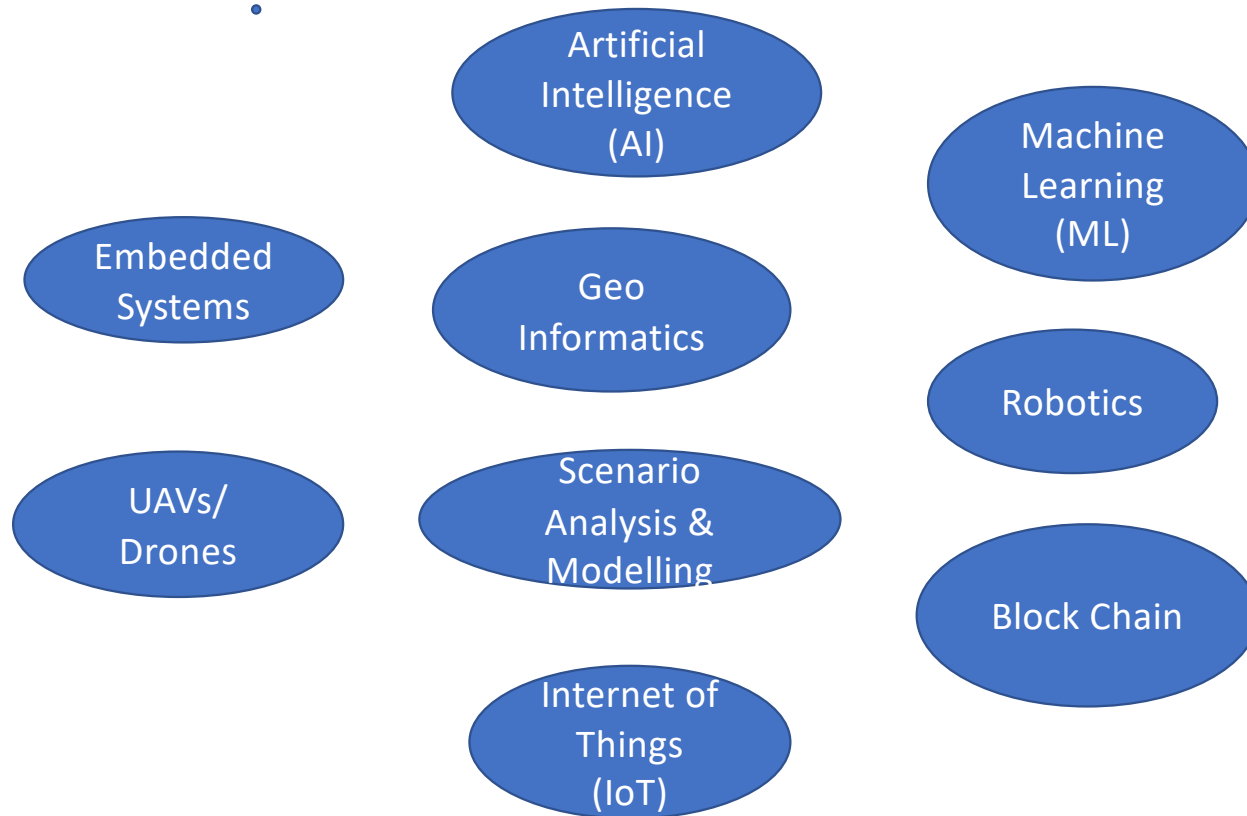 Artificial
Intelligence
(AI)
Machine
Learning
(ML)
Embedded
Systems
Geo
Informatics
Robotics
UAVs/
Drones
Scenario
Analysis &
Modelling
Block Chain
Internet of
Things
(IoT)